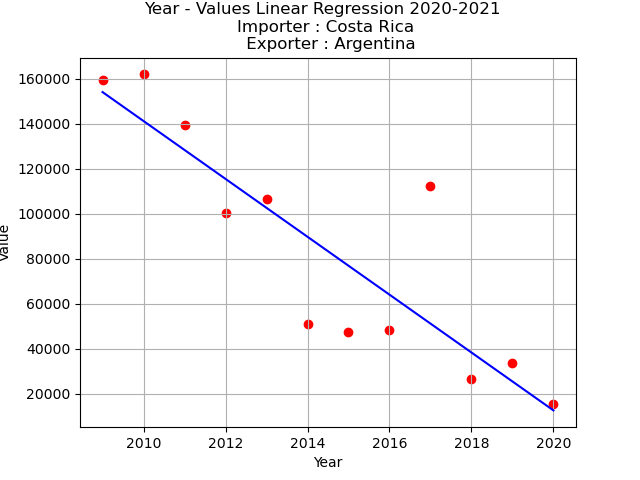 Year - Values Linear Regression 2020-2021
Importer : Costa Rica
Exporter : Argentina
160000
140000
120000
100000
80000
60000
40000
20000
Value
2010 2012 2014 2016 2018 2020
Year